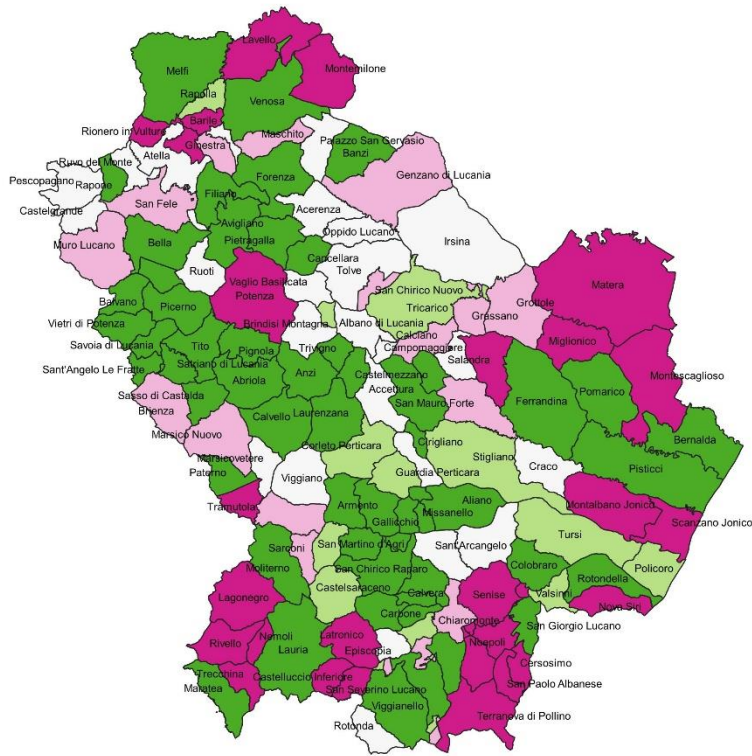 Lavello
Montemilone
Melfi
Rapolla
Venosa
Barile
Rionero in Vulture
Maschito
Ginestra
Palazzo San Gervasio
Banzi
Atella
Ruvo del Monte
Genzano di Lucania
Pescopagano
Rapone
Filiano
Forenza
San Fele
Acerenza
Castelgrande
Avigliano
Oppido Lucano
Irsina
Muro Lucano
Bella
Pietragalla
Cancellara
Tolve
Ruoti
Vaglio Basilicata
Potenza
San Chirico Nuovo
Matera
Balvano
Picerno
Tricarico
Grottole
Grassano
Vietri di Potenza
Brindisi Montagna
Albano di Lucania
Calciano
Miglionico
Savoia di Lucania
Tito
Pignola
Trivigno
Campomaggiore
Salandra
Sant'Angelo Le Fratte
Satriano di Lucania
Anzi
Castelmezzano
Montescaglioso
Abriola
Accettura
Sasso di Castalda
San Mauro Forte
Ferrandina
Pomarico
Brienza
Calvello
Laurenzana
Marsico Nuovo
Cirigliano
Bernalda
Corleto Perticara
Stigliano
Marsicovetere
Paterno
Viggiano
Guardia Perticara
Craco
Pisticci
Tramutola
Armento
Aliano
Missanello
Montalbano Jonico
Gallicchio
Scanzano Jonico
Sarconi
San Martino d'Agri
Sant'Arcangelo
Tursi
Moliterno
San Chirico Raparo
Colobraro
Rotondella
Policoro
Castelsaraceno
Calvera
Senise
Valsinni
Lagonegro
Carbone
Nova Siri
Chiaromonte
San Giorgio Lucano
Rivello
Nemoli
Latronico
Noepoli
Lauria
Episcopia
Cersosimo
Trecchina
Castelluccio Inferiore
San Severino Lucano
San Paolo Albanese
Maratea
Viggianello
Terranova di Pollino
Rotonda